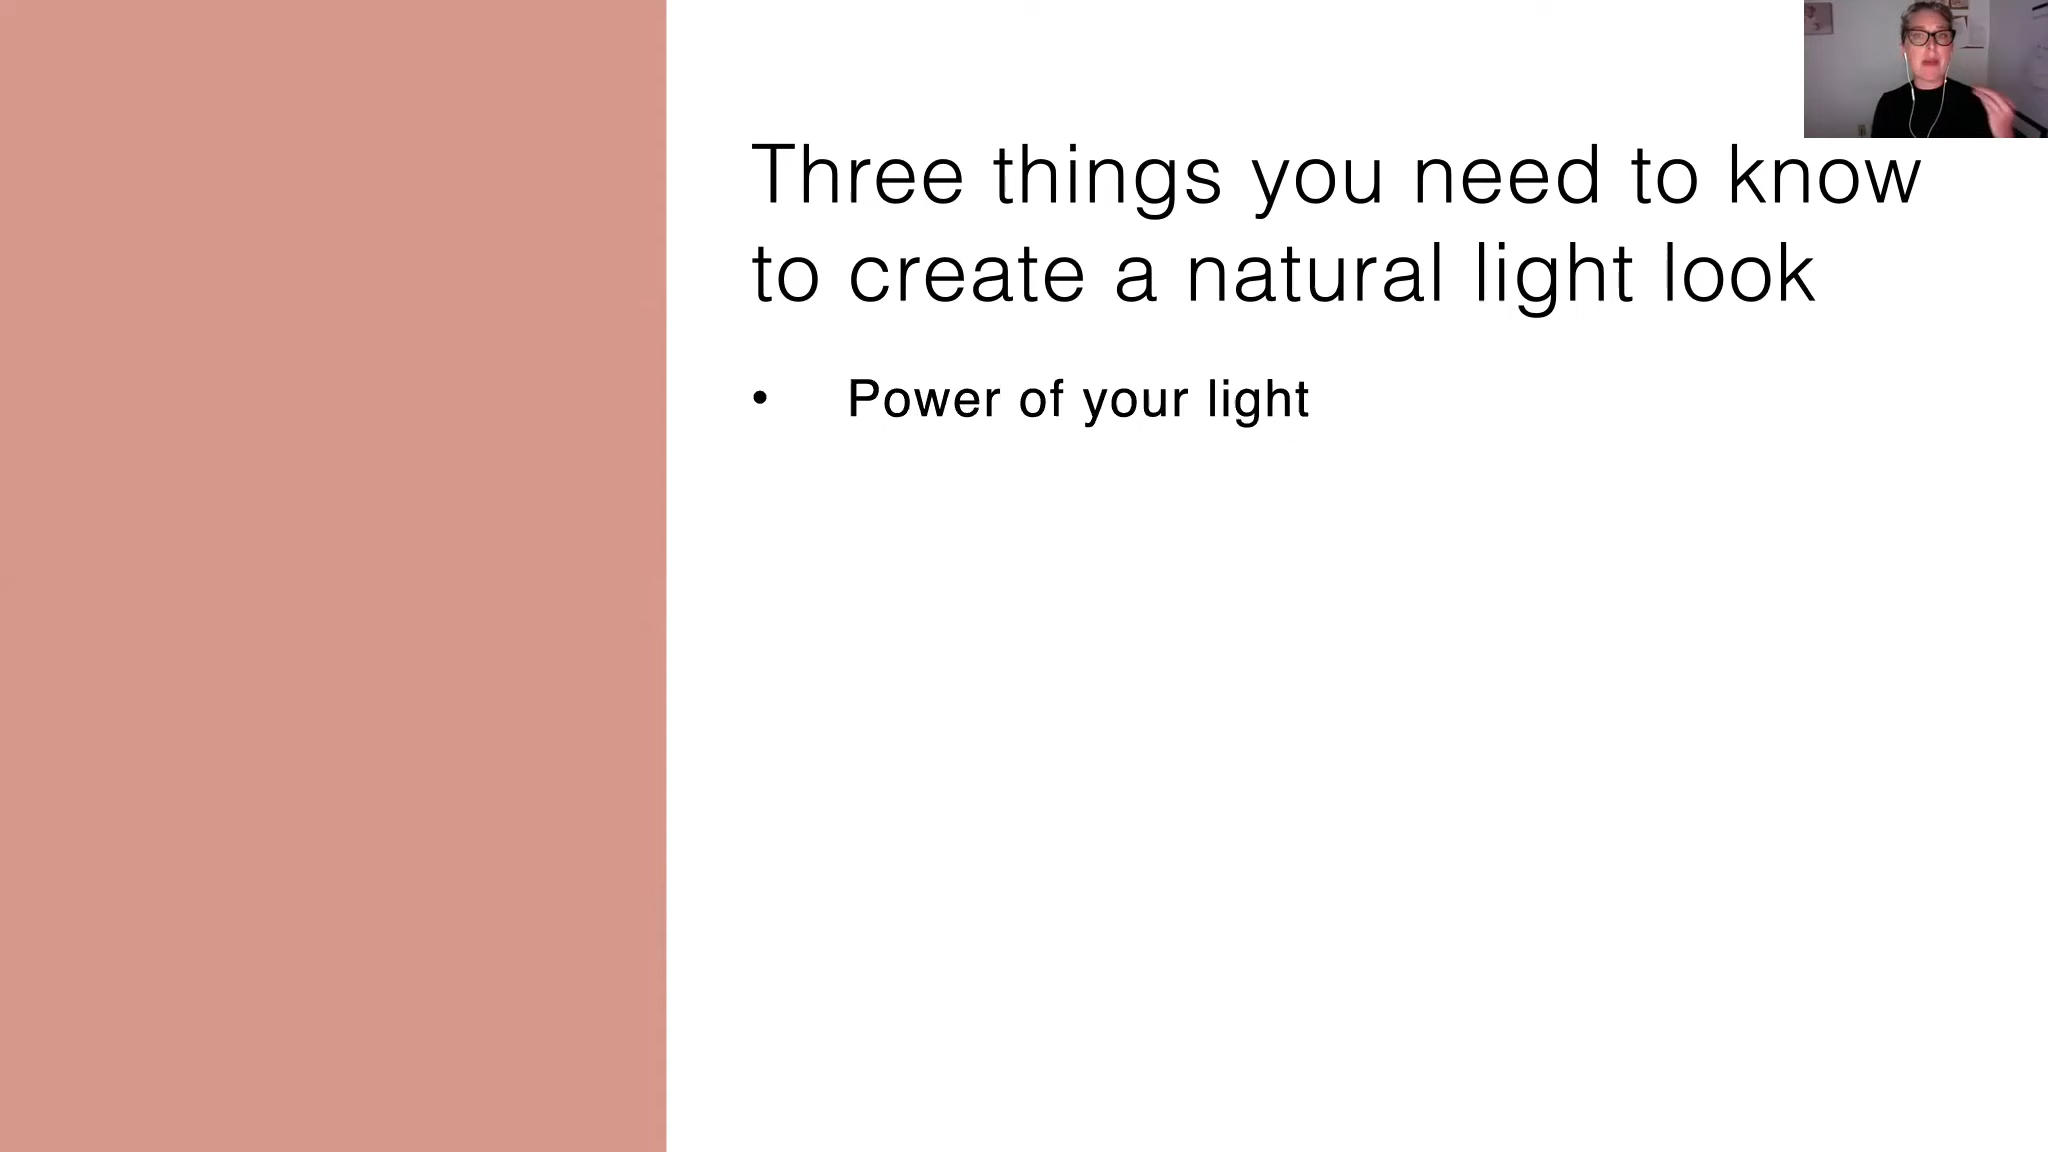 Three things you need to know
to create a natural light look
• Power of your light